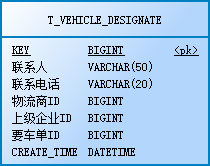 T_VEHICLE_DESIGNATE
KEY BIGINT <pk>
联系人 VARCHAR(50)
联系电话 VARCHAR(20)
物流商ID BIGINT
上级企业ID BIGINT
要车单ID BIGINT
CREATE_TIME DATETIME